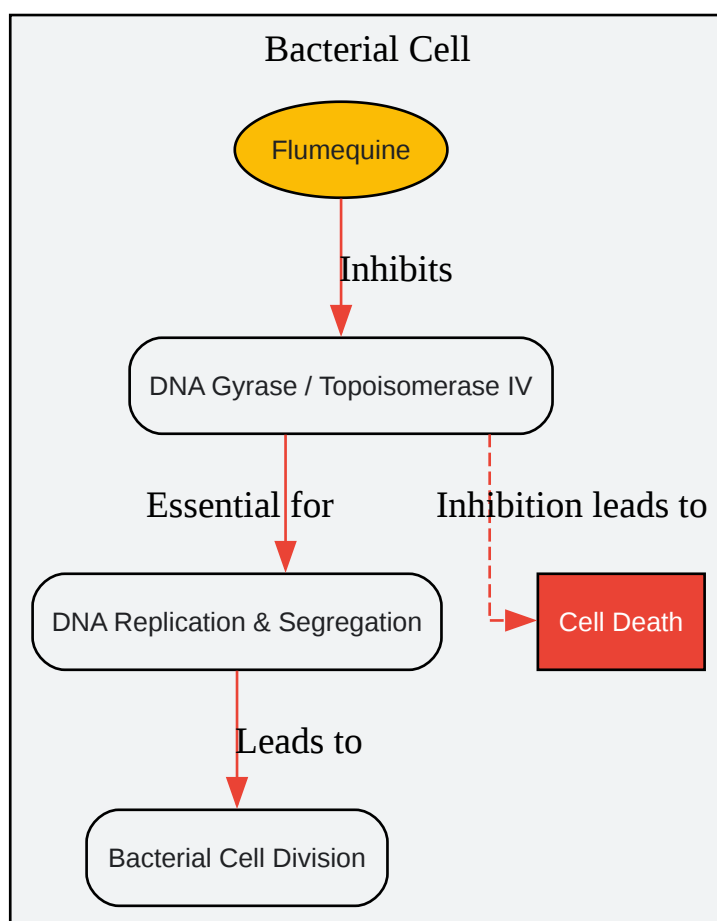 Bacterial Cell
Flumequine
Inhibits
DNA Gyrase / Topoisomerase IV
Essential for
Inhibition leads to
DNA Replication & Segregation
Cell Death
Leads to
Bacterial Cell Division